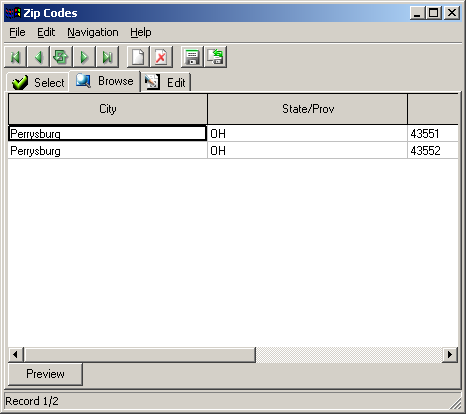 Zip Codes
File Edit Navigation Help
Select Browse Edit
City State/Prov
Perrysburg OH 43551
Perrysburg OH 43552
Preview
Record 1/2